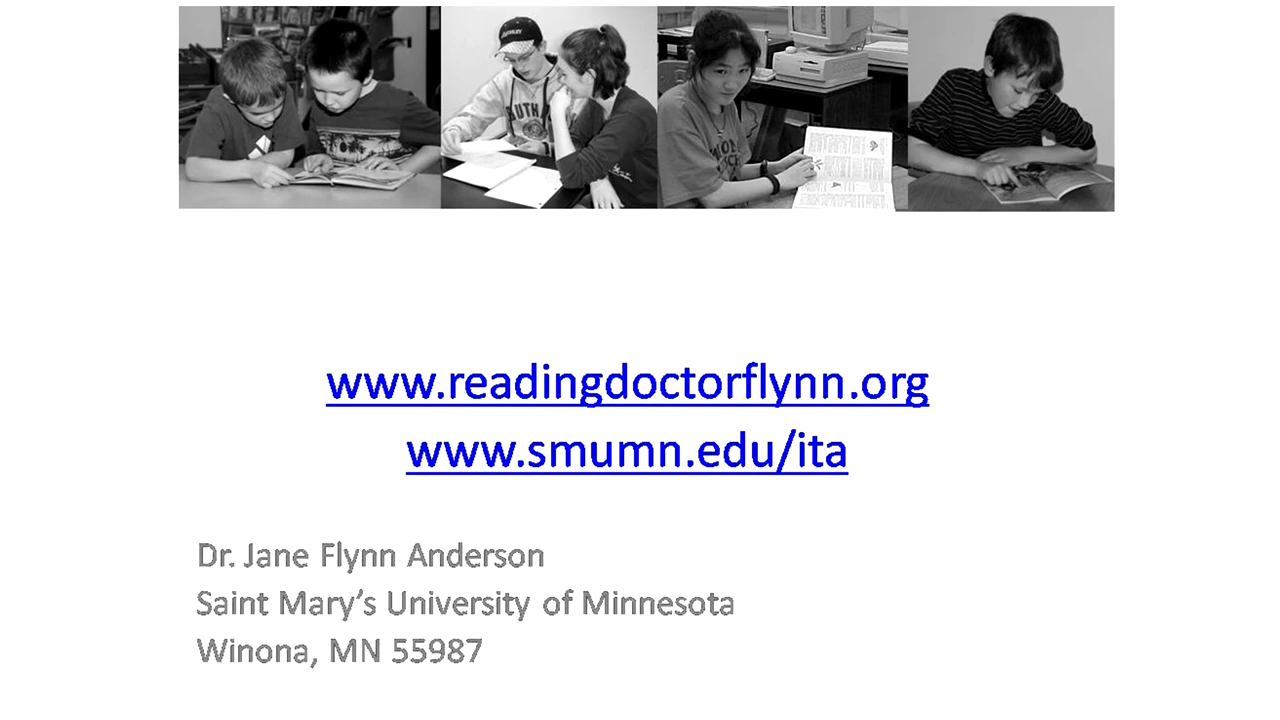 www.readingdoctorflynn.org
www.smumn.edu/ita
Dr. Jane Flynn Anderson
Saint Mary's University of Minnesota
Winona, MN 55987